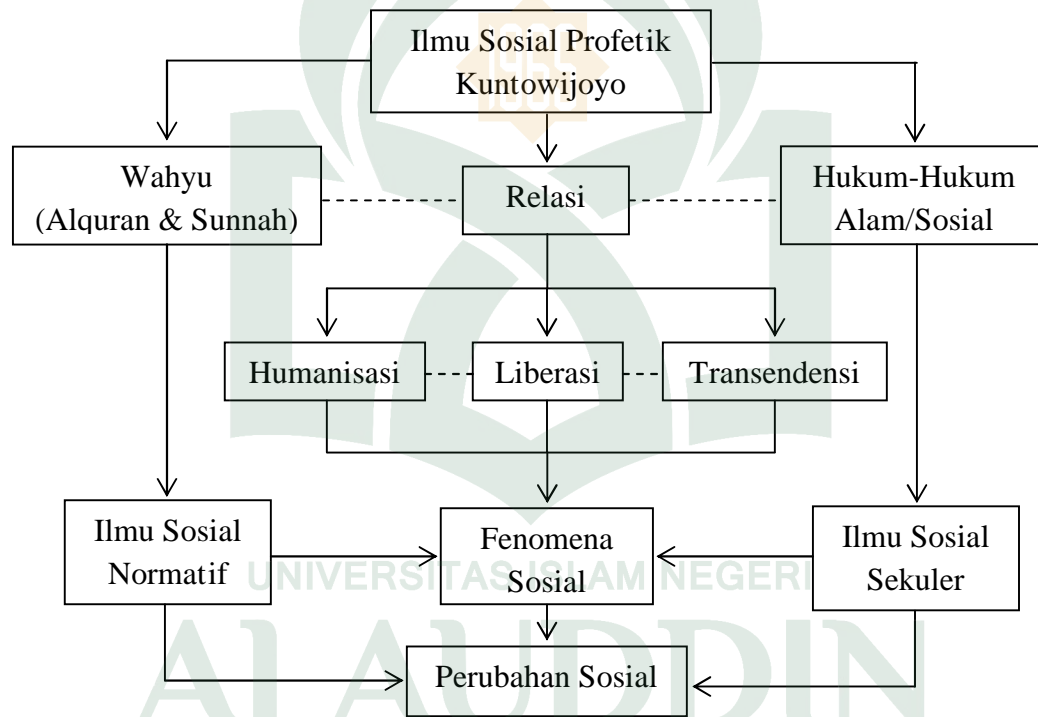 Ilmu Sosial Profetik
Kuntowijoyo
1965
Wahyu
(Alquran & Sunnah)
Relasi
Hukum-Hukum
Alam/Sosial
Humanisasi
Liberasi
Transendensi
Ilmu Sosial
Normatif
Fenomena
Sosial
Ilmu Sosial
Sekuler
UNIVERSITAS ISLAM NEGERI
ALAUDDIN
Perubahan Sosial